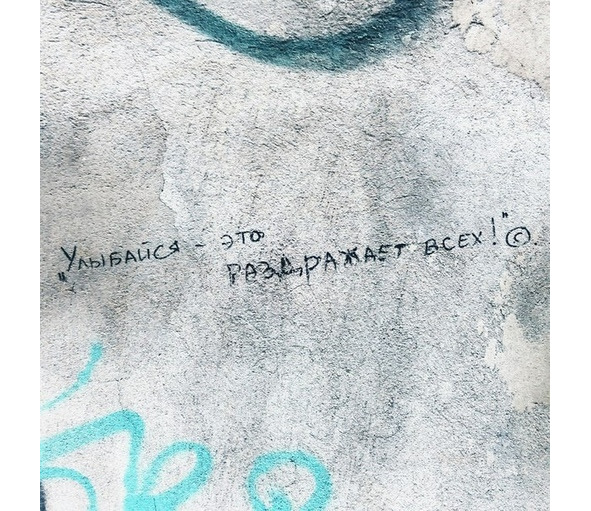 "Улыбайся - это
раздражает всех!" ©.